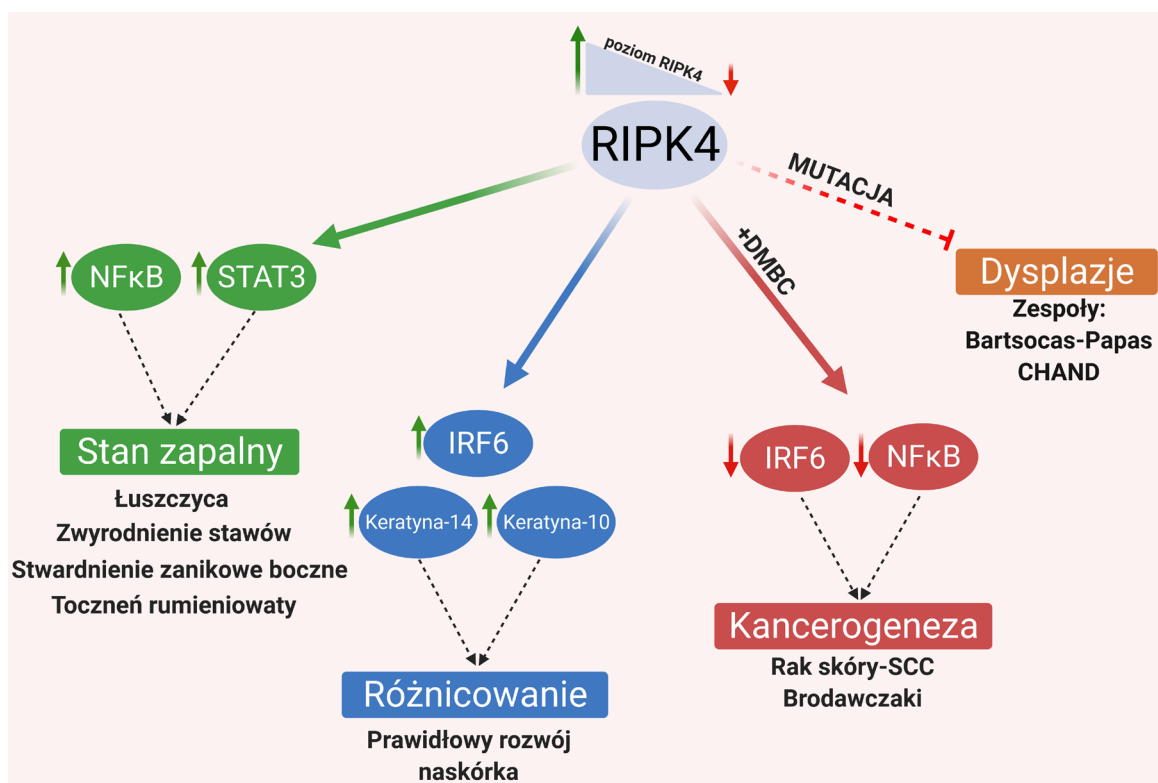 poziom RIPK4
RIPK4
MUTACJA
+DMBC
NFκB
STAT3
Stan zapalny
Łuszczyca
Zwyrodnienie stawów
Stwardnienie zanikowe boczne
Toczneń rumieniowaty
IRF6
Keratyna-14
Keratyna-10
Różnicowanie
Prawidłowy rozwój
naskórka
IRF6
NFκB
Kancerogeneza
Rak skóry-SCC
Brodawczaki
Dysplazje
Zespoły:
Bartsocas-Papas
CHAND